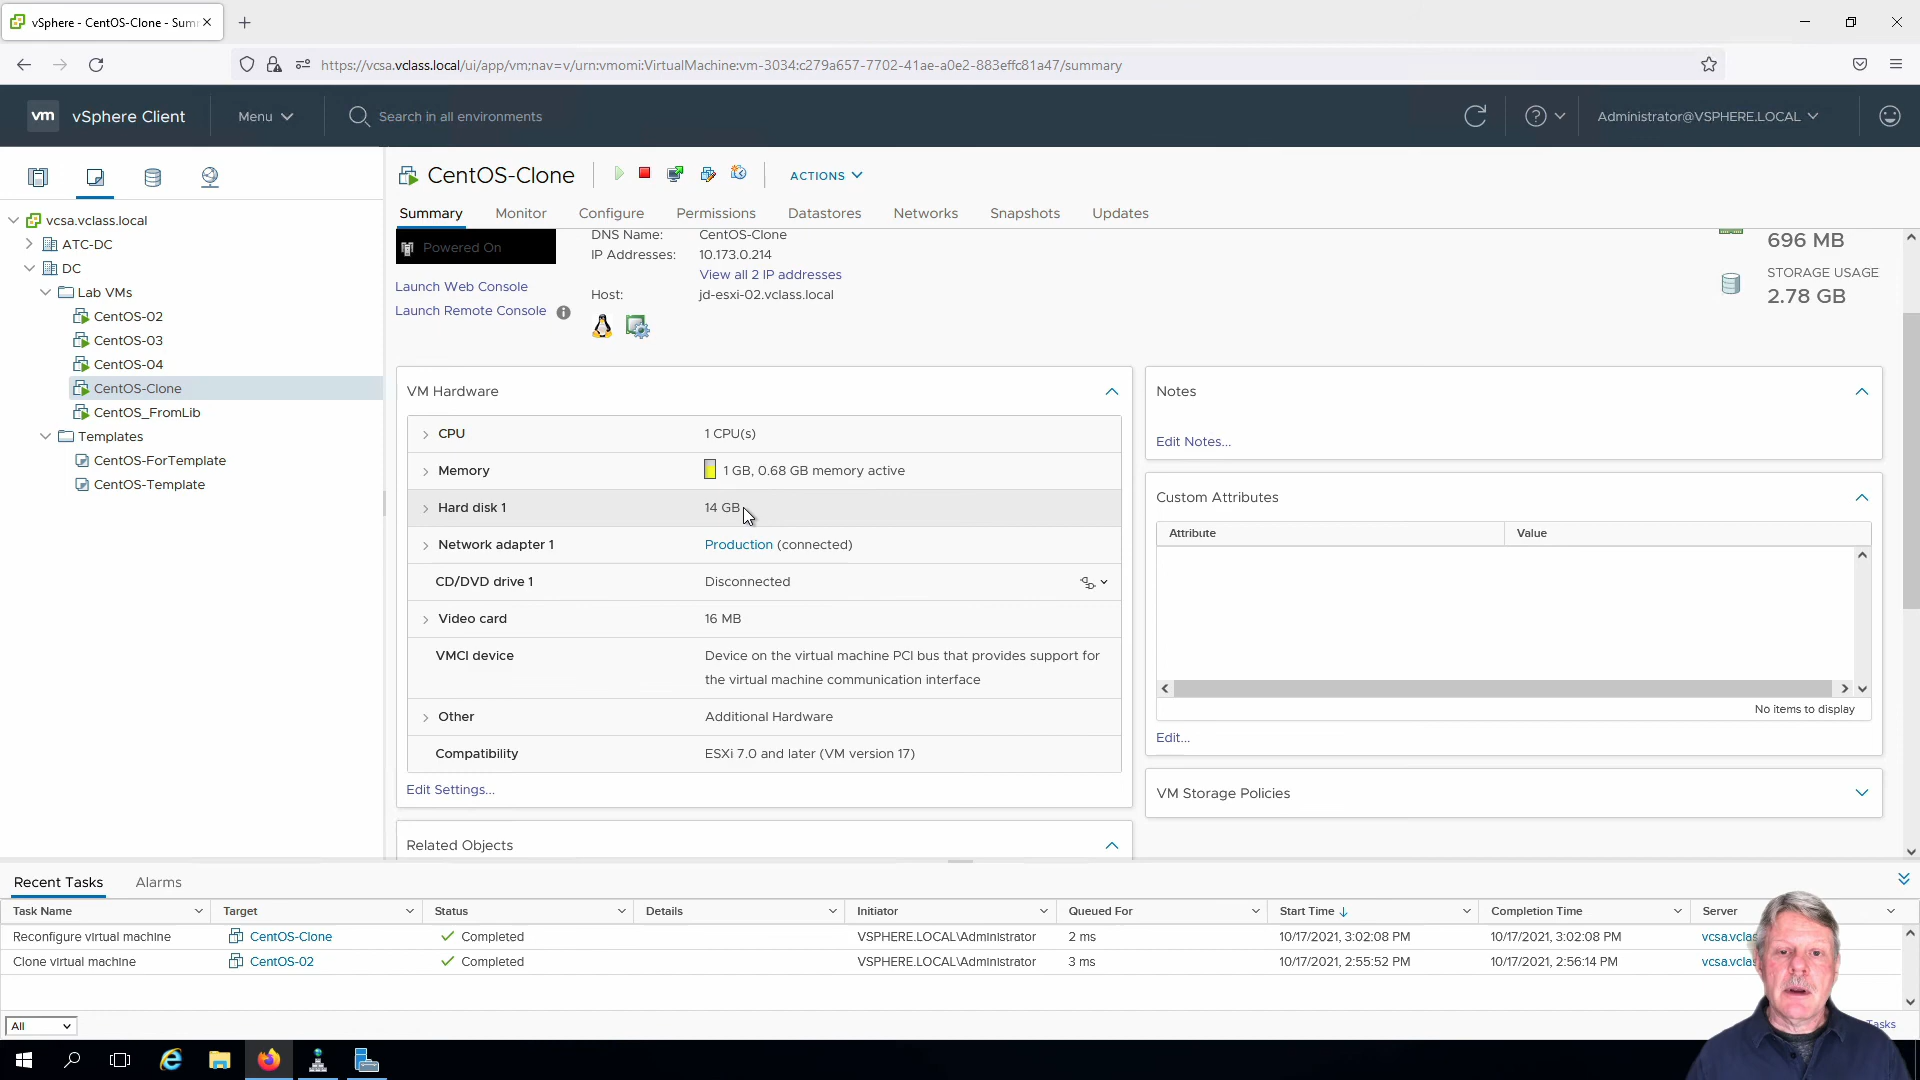 vSphere - CentOS-Clone - Sum
https://vcsa.vclass.local/ui/app/vm;nav=v/urn:vmomi:VirtualMachine:vm-3034:c279a657-7702-41ae-a0e2-883effc81a47/summary
vm vSphere Client Menu Search in all environments Administrator@VSPHERE.LOCAL
CentOS-Clone ACTIONS
Summary Monitor Configure Permissions Datastores Networks Snapshots Updates
vcsa.vclass.local
ATC-DC
DC
Lab VMs
CentOS-02
CentOS-03
CentOS-04
CentOS-Clone
CentOS_FromLib
Templates
CentOS-ForTemplate
CentOS-Template
Powered On
Launch Web Console
Launch Remote Console
DNS Name: CentOS-Clone
IP Addresses: 10.173.0.214
View all 2 IP addresses
Host: jd-esxi-02.vclass.local
696 MB
STORAGE USAGE
2.78 GB
VM Hardware
CPU 1 CPU(s)
Memory 1 GB, 0.68 GB memory active
Hard disk 1 14 GB
Network adapter 1 Production (connected)
CD/DVD drive 1 Disconnected
Video card 16 MB
VMCI device Device on the virtual machine PCI bus that provides support for
the virtual machine communication interface
Other Additional Hardware
Compatibility ESXi 7.0 and later (VM version 17)
Edit Settings...
Related Objects
Notes
Edit Notes...
Custom Attributes
Attribute Value
No items to display
Edit...
VM Storage Policies
Recent Tasks Alarms
Task Name Target Status Details Initiator Queued For Start Time Completion Time Server
Reconfigure virtual machine CentOS-Clone Completed VSPHERE.LOCAL\Administrator 2 ms 10/17/2021, 3:02:08 PM 10/17/2021, 3:02:08 PM vcsa.vclas
Clone virtual machine CentOS-02 Completed VSPHERE.LOCAL\Administrator 3 ms 10/17/2021, 2:55:52 PM 10/17/2021, 2:56:14 PM vcsa.vclas
All Tasks